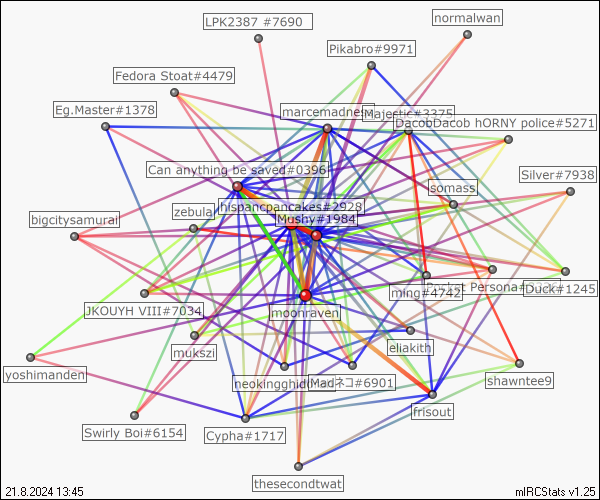 LPK2387 #7690
normalwan
Pikabro#9971
Fedora Stoat#4479
Eg.Master#1378
marcemadness
Majestic#3375
DacobDacob hORNY police#5271
Can anything be saved#0396
Silver#7938
somass
hispancpancakes#2928
zebula
Mushy#1984
bigcitysamurai
ming#4742
Persona#
Duck#1245
JKOUYH VIII#7034
moonraven
mukszi
eliakith
yoshimanden
neokingghid
Madネコ#6901
shawntee9
frisout
Swirly Boi#6154
Cypha#1717
thesecondtwat
21.8.2024 13:45
mIRCStats v1.25